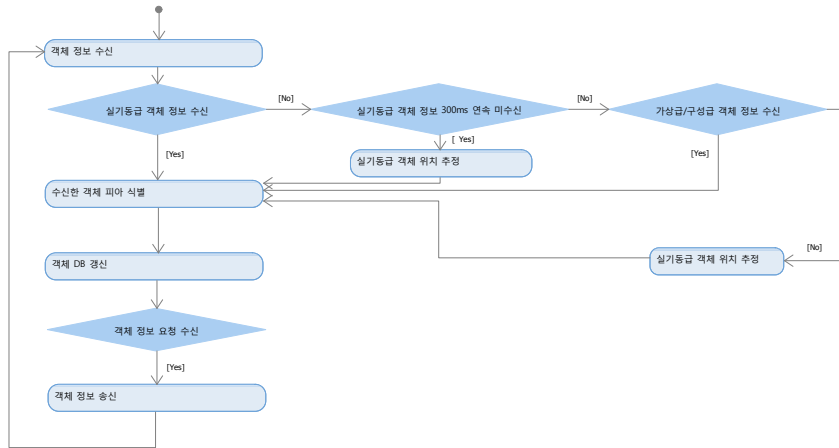 객체 정보 수신
실기동급 객체 정보 수신
[No]
실기동급 객체 정보 300ms 연속 미수신
[No]
가상급/구성급 객체 정보 수신
[Yes]
[ Yes]
[Yes]
실기동급 객체 위치 추정
수신한 객체 피아 식별
[No]
실기동급 객체 위치 추정
객체 DB 갱신
객체 정보 요청 수신
[Yes]
객체 정보 송신